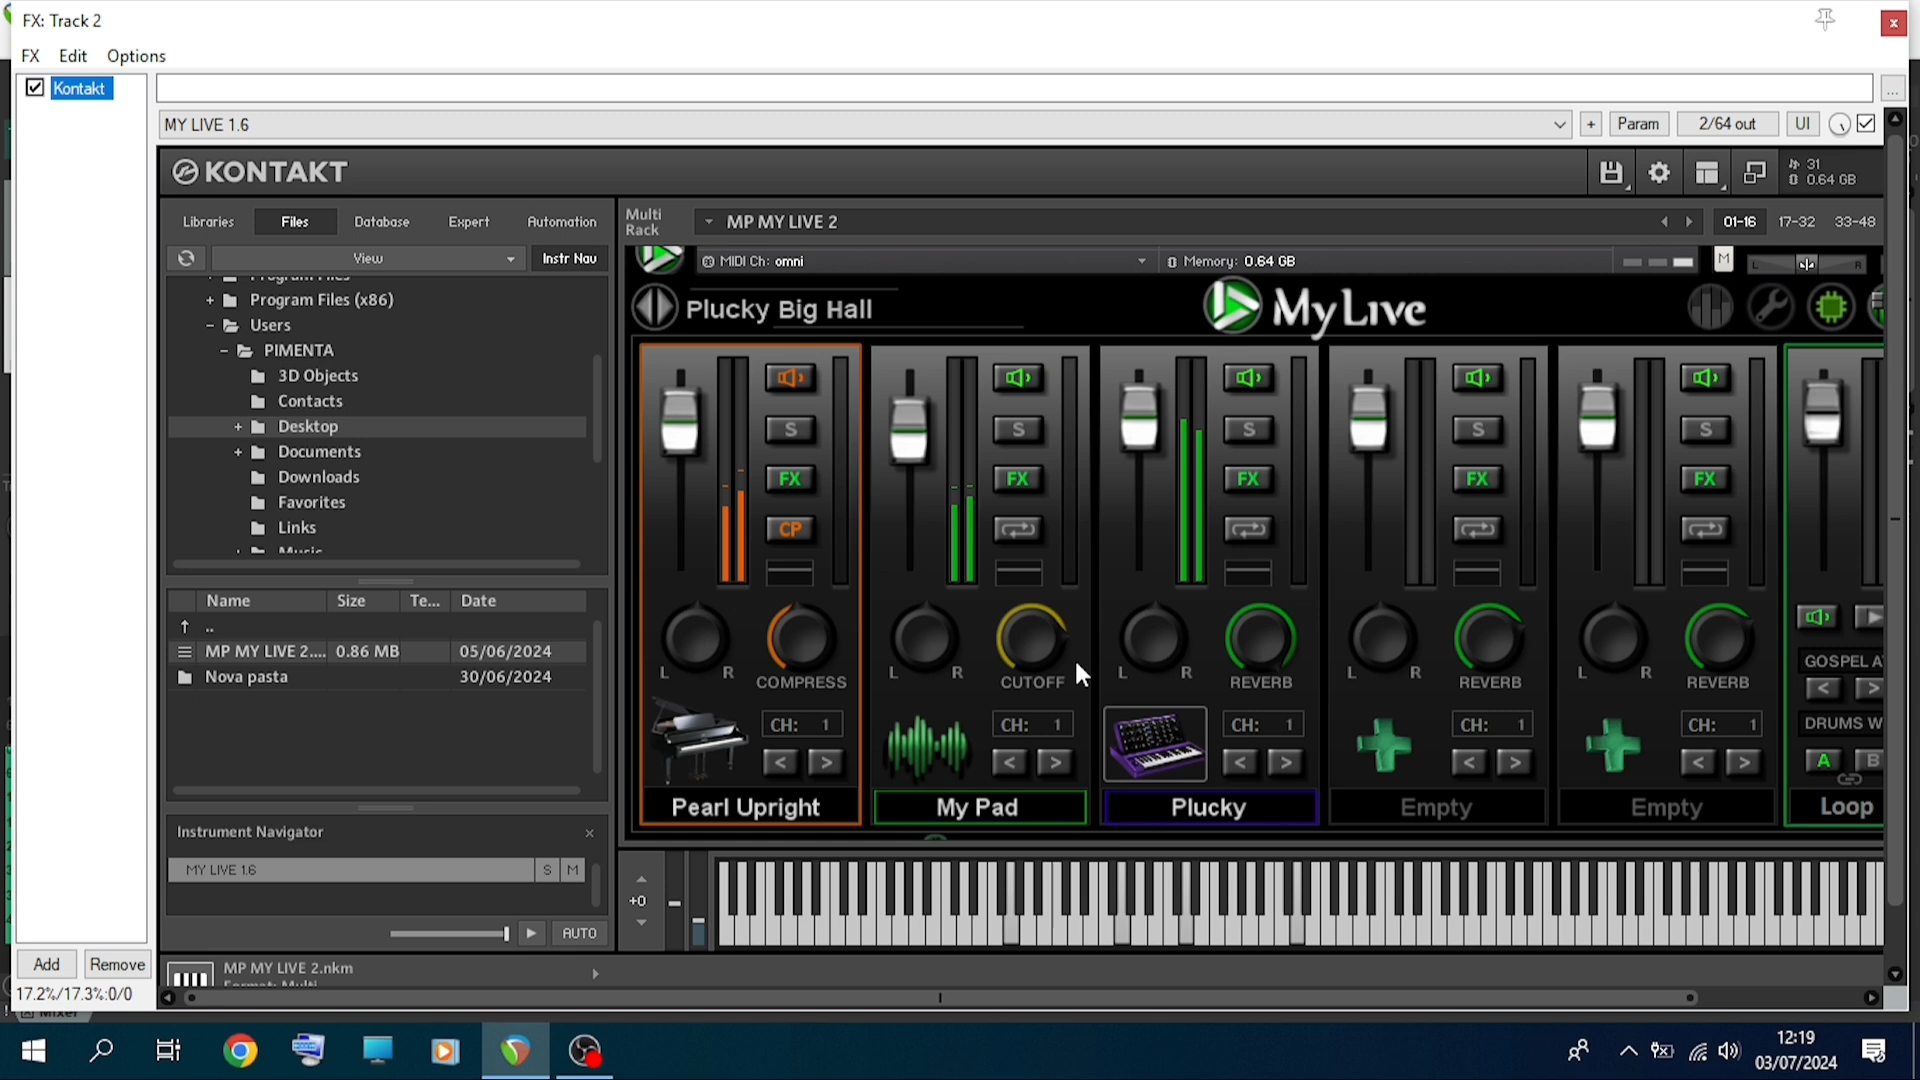 FX: Track 2
FX Edit Options
Kontakt
...
MY LIVE 1.6
+ Param 2/64 out UI
KONTAKT
31
0.64 GB
Libraries Files Database Expert Automation
Multi Rack
MP MY LIVE 2
01-16 17-32 33-48
View
Instr Nav
MIDI Ch: omni
Memory: 0.64 GB
M
L R
Program Files
+ Program Files (x86)
- Users
- PIMENTA
3D Objects
Contacts
+ Desktop
+ Documents
Downloads
Favorites
Links
Music
Plucky Big Hall
My Live
S S S S S
FX FX FX FX FX
CP
L R COMPRESS
L R CUTOFF
L R REVERB
L R REVERB
L R REVERB
GOSPEL A
CH: 1 CH: 1 CH: 1 CH: 1 CH: 1
DRUMS W
< > < > < > < > < >
A B
Pearl Upright My Pad Plucky Empty Empty Loop
Name Size Te... Date
..
MP MY LIVE 2.... 0.86 MB 05/06/2024
Nova pasta 30/06/2024
Instrument Navigator ×
MY LIVE 1.6 S M
AUTO
+0
MP MY LIVE 2.nkm
Format: Multi
Add Remove
17.2%/17.3%:0/0
Mixer
12:19
03/07/2024